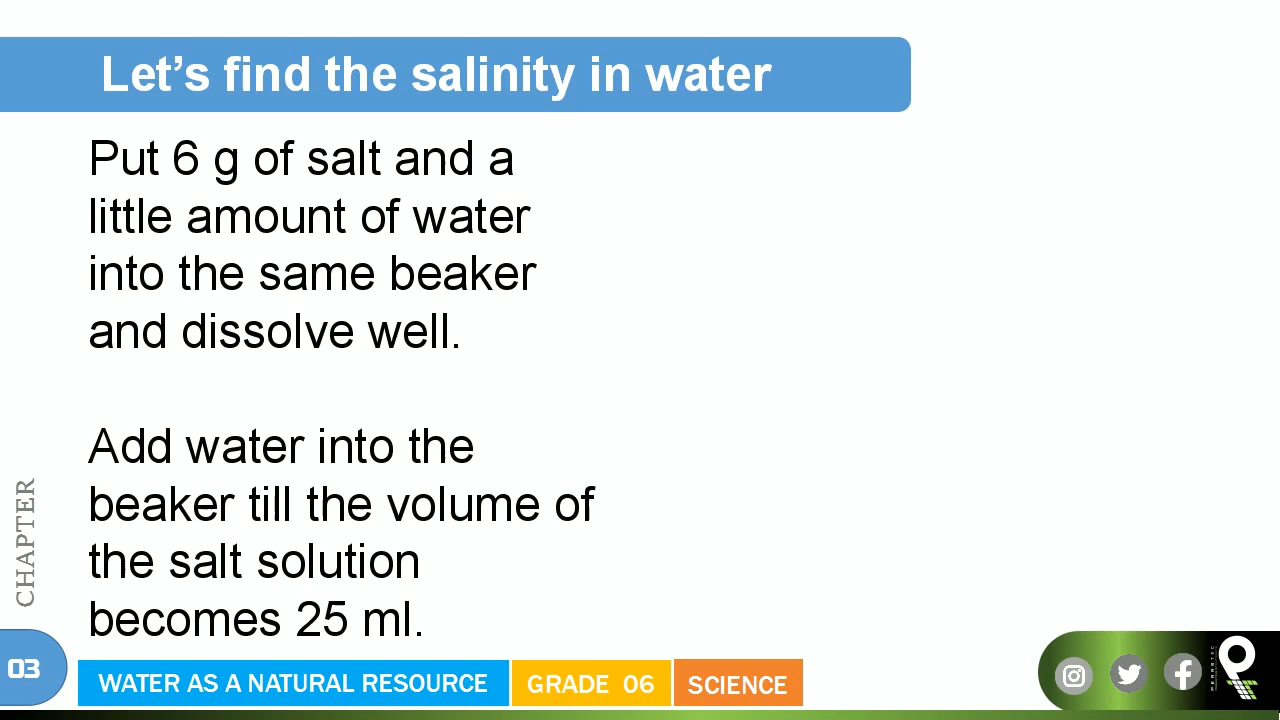 Let’s find the salinity in water
Put 6 g of salt and a
little amount of water
into the same beaker
and dissolve well.
Add water into the
beaker till the volume of
the salt solution
becomes 25 ml.
CHAPTER
03
WATER AS A NATURAL RESOURCE
GRADE 06
SCIENCE